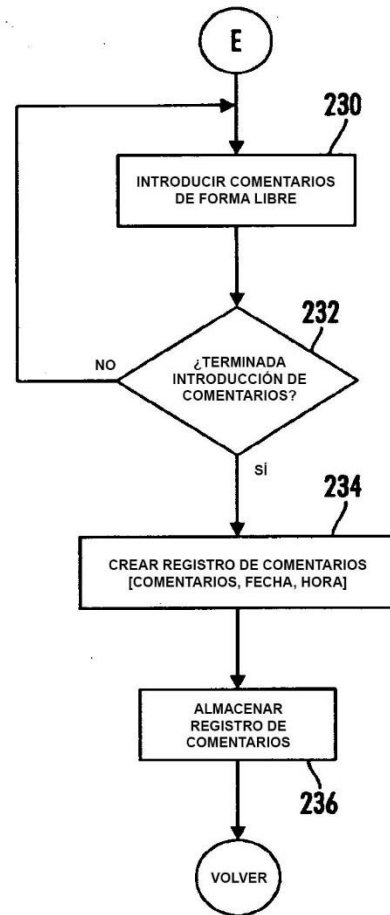 E
230
INTRODUCIR COMENTARIOS
DE FORMA LIBRE
232
¿TERMINADA
INTRODUCCIÓN DE
COMENTARIOS?
NO
SÍ
234
CREAR REGISTRO DE COMENTARIOS
[COMENTARIOS, FECHA, HORA]
ALMACENAR
REGISTRO DE
COMENTARIOS
236
VOLVER